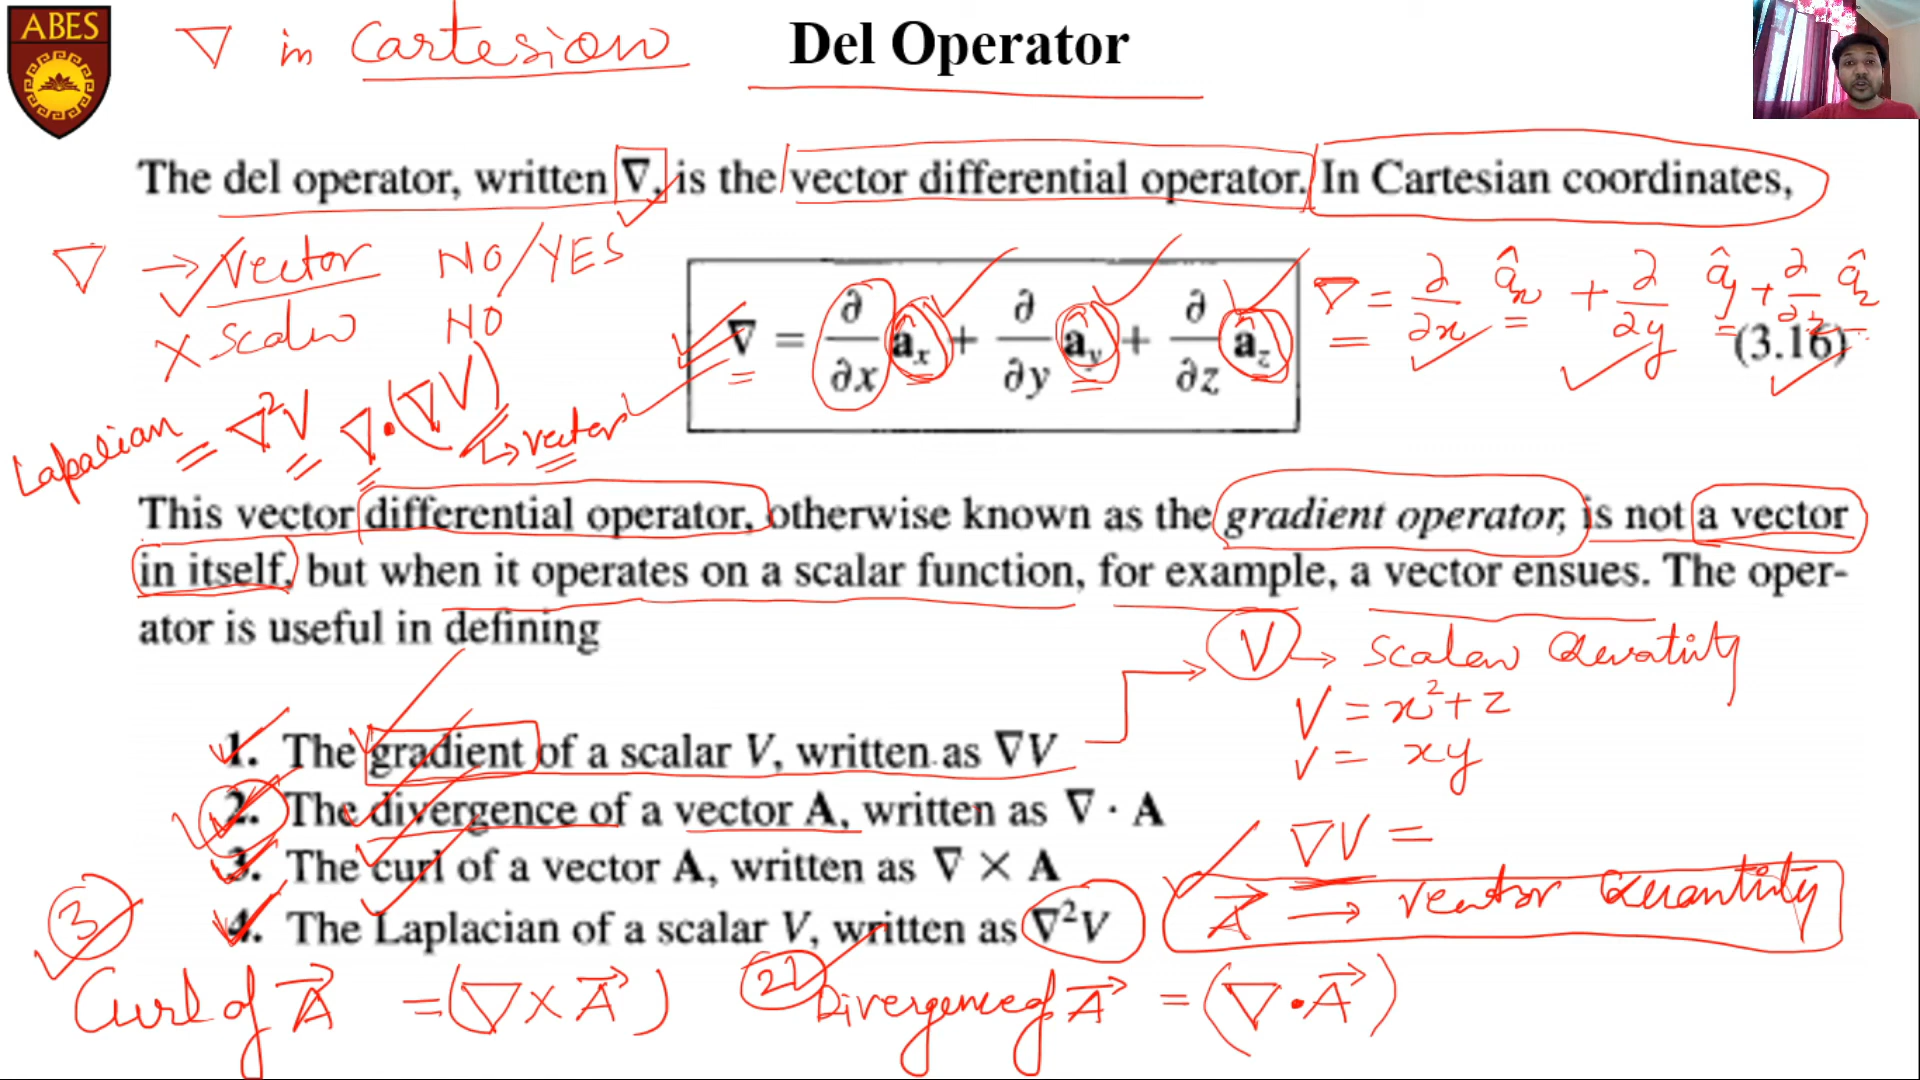 ABES
∇ in Cartesian
Del Operator
The del operator, written ∇, is the vector differential operator. In Cartesian coordinates,
∇ → Vector NO/YES
X Scalar NO
∇ = ∂/∂x aₓ + ∂/∂y a_y + ∂/∂z a_z (3.16)
∇ = ∂/∂x âₓ + ∂/∂y â_y + ∂/∂z â_z
Lapalian = ∇²V = ∇·(∇V)
↳ vector
This vector differential operator, otherwise known as the gradient operator, is not a vector
in itself, but when it operates on a scalar function, for example, a vector ensues. The oper-
ator is useful in defining
V → Scalar Quantity
V = x² + z
V = xy
1. The gradient of a scalar V, written as ∇V
2. The divergence of a vector A, written as ∇ · A
3. The curl of a vector A, written as ∇ × A
4. The Laplacian of a scalar V, written as ∇²V
∇V =
A⃗ → vector Quantity
3
Curl of A⃗ = (∇ × A⃗)
2 Divergence of A⃗ = (∇ · A⃗)